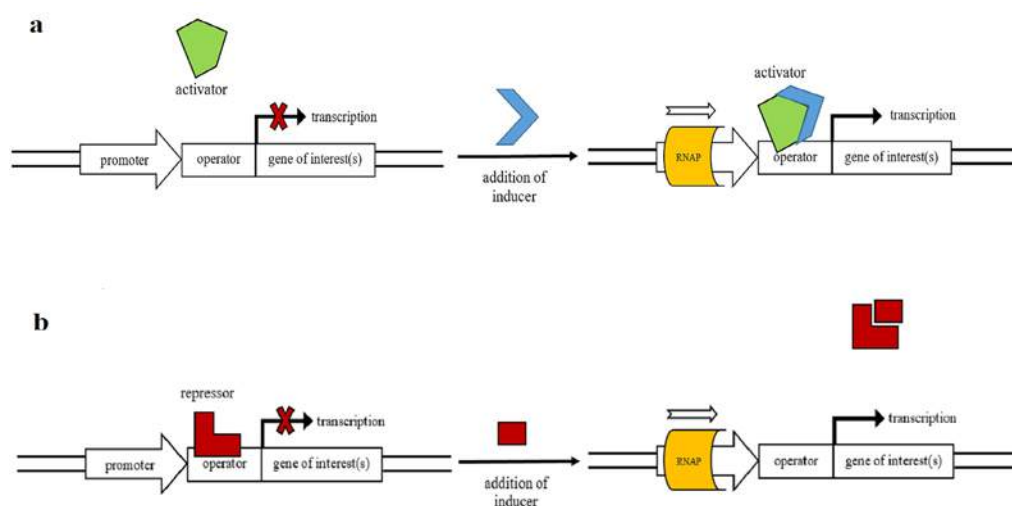 a
activator
transcription
promoter
operator
gene of interest(s)
addition of
inducer
RNAP
activator
operator
transcription
gene of interest(s)
b
repressor
transcription
promoter
operator
gene of interest(s)
addition of
inducer
RNAP
transcription
operator
gene of interest(s)